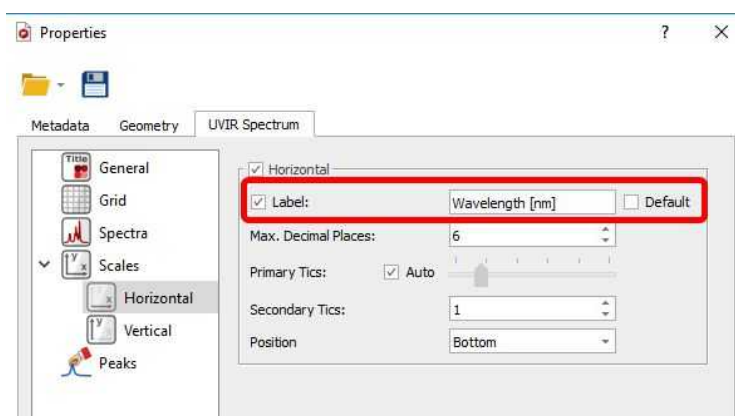 Properties
?
Metadata Geometry UVIR Spectrum
Title
General
Grid
Spectra
y x
Scales
x
Horizontal
y
Vertical
Peaks
Horizontal
Label: Wavelength [nm] Default
Max. Decimal Places: 6
Primary Tics: Auto
Secondary Tics: 1
Position Bottom